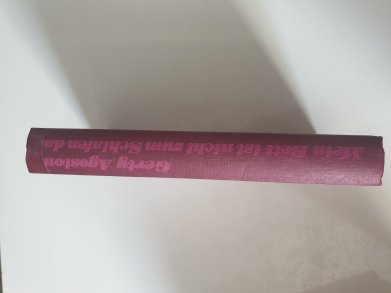 Gerty Agoston
Mein Bett ist nicht zum Schlafen da